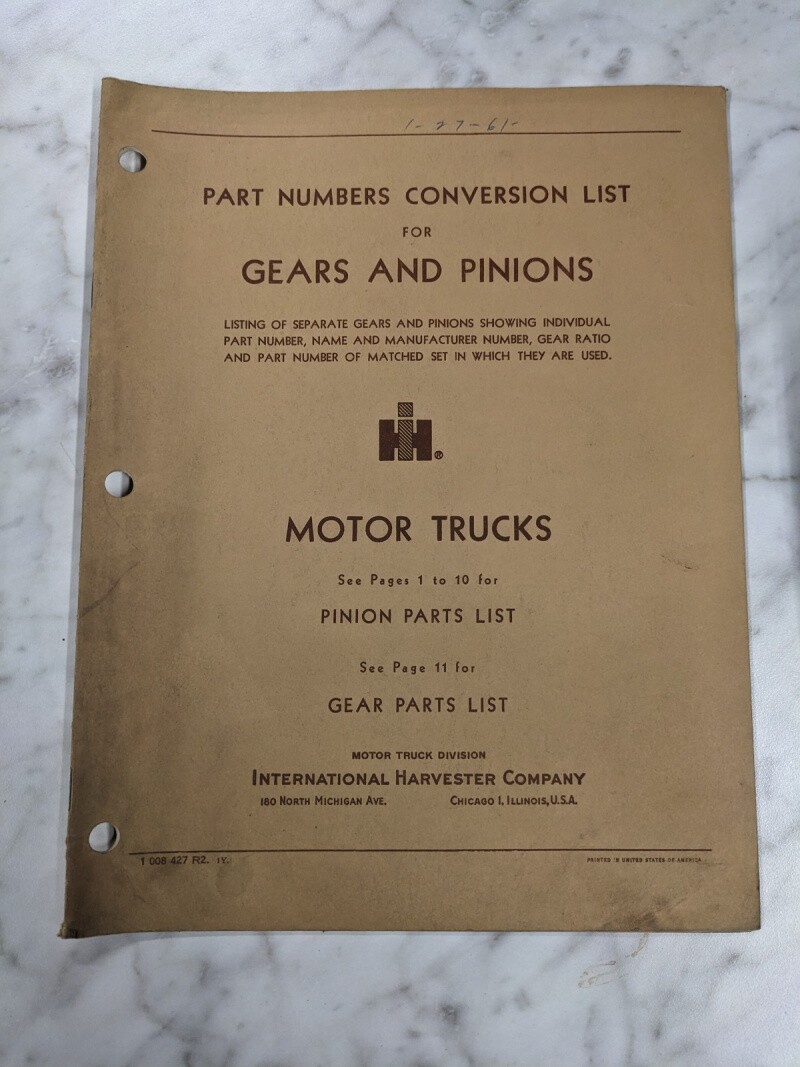 1-27-61-
PART NUMBERS CONVERSION LIST
FOR
GEARS AND PINIONS
LISTING OF SEPARATE GEARS AND PINIONS SHOWING INDIVIDUAL
PART NUMBER, NAME AND MANUFACTURER NUMBER, GEAR RATIO
AND PART NUMBER OF MATCHED SET IN WHICH THEY ARE USED.
IH®
MOTOR TRUCKS
See Pages 1 to 10 for
PINION PARTS LIST
See Page 11 for
GEAR PARTS LIST
MOTOR TRUCK DIVISION
INTERNATIONAL HARVESTER COMPANY
180 NORTH MICHIGAN AVE. CHICAGO 1, ILLINOIS, U.S.A.
1 008 427 R2. 1Y.
PRINTED IN UNITED STATES OF AMERICA